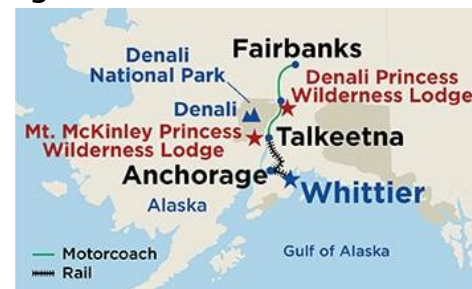 Fairbanks
Denali
National Park
Denali Princess
Wilderness Lodge
Denali
Mt. McKinley Princess
Wilderness Lodge
Talkeetna
Anchorage
Whittier
Alaska
Motorcoach
Rail
Gulf of Alaska